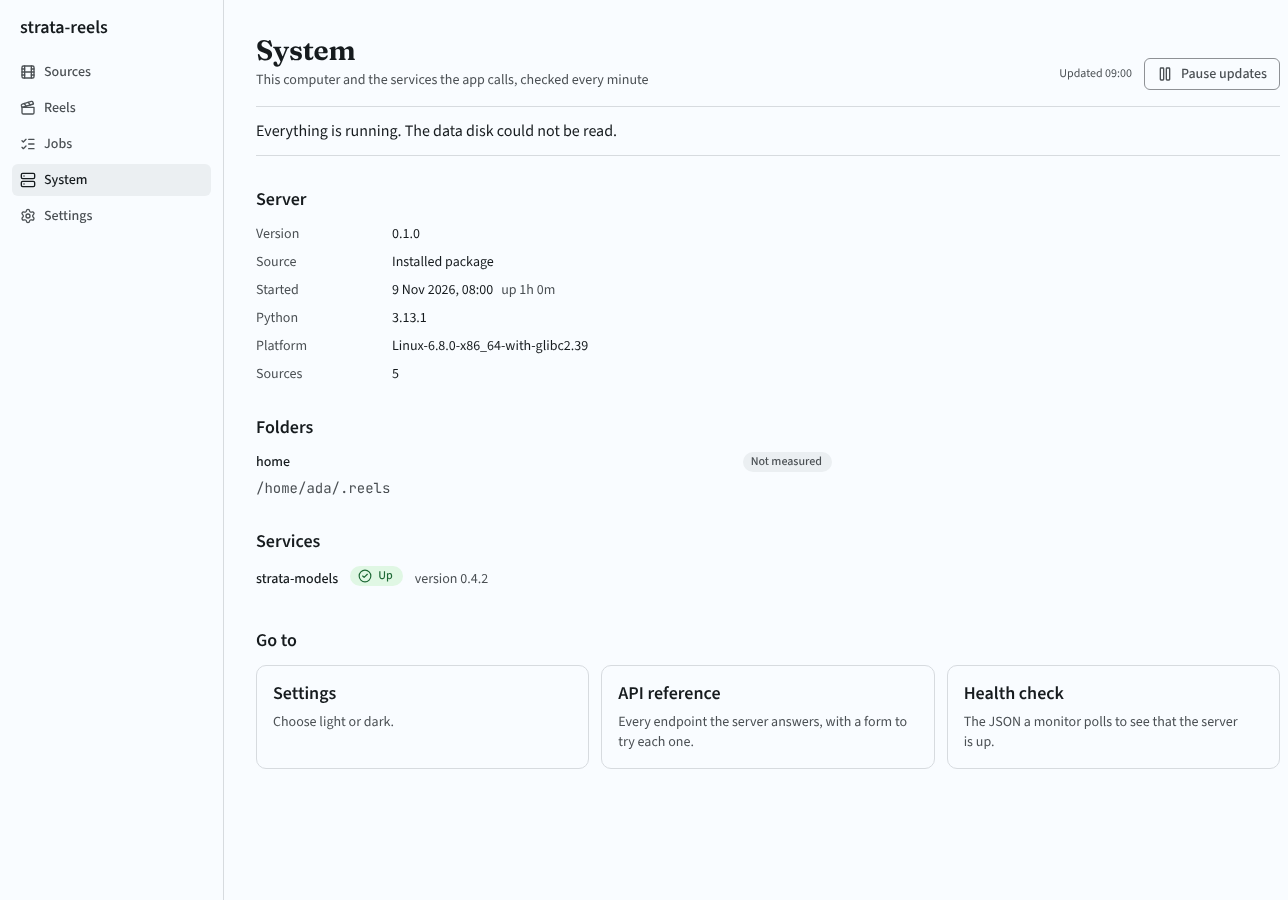 strata-reels
Sources
Reels
Jobs
System
Settings
System
This computer and the services the app calls, checked every minute
Updated 09:00
Pause updates
Everything is running. The data disk could not be read.
Server
Version 0.1.0
Source Installed package
Started 9 Nov 2026, 08:00 up 1h 0m
Python 3.13.1
Platform Linux-6.8.0-x86_64-with-glibc2.39
Sources 5
Folders
home Not measured
/home/ada/.reels
Services
strata-models Up version 0.4.2
Go to
Settings
Choose light or dark.
API reference
Every endpoint the server answers, with a form to
try each one.
Health check
The JSON a monitor polls to see that the server
is up.